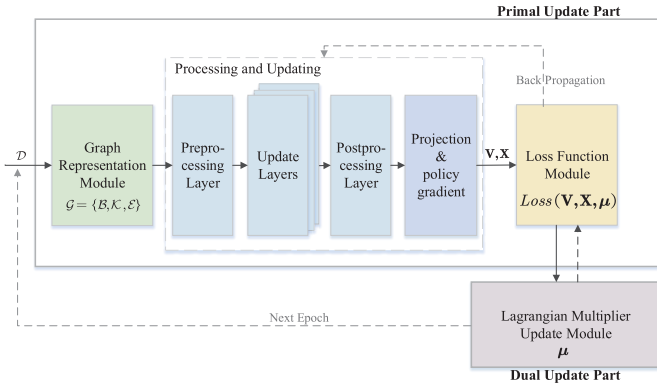 Primal Update Part
Processing and Updating
Back Propagation
𝒟
Graph
Representation
Module
𝒢 = {ℬ, 𝒦, ℰ}
Prepro-
cessing
Layer
Update
Layers
Postpro-
cessing
Layer
Projection
&
policy
gradient
V,X
Loss Function
Module
Loss(V,X,μ)
Next Epoch
Lagrangian Multiplier
Update Module
μ
Dual Update Part